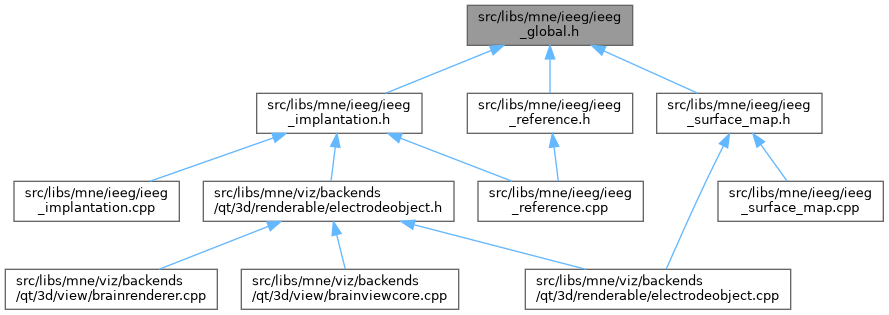 src/libs/mne/ieeg/ieeg
_global.h
src/libs/mne/ieeg/ieeg
_implantation.h
src/libs/mne/ieeg/ieeg
_reference.h
src/libs/mne/ieeg/ieeg
_surface_map.h
src/libs/mne/ieeg/ieeg
_implantation.cpp
src/libs/mne/viz/backends
/qt/3d/renderable/electrodeobject.h
src/libs/mne/ieeg/ieeg
_reference.cpp
src/libs/mne/ieeg/ieeg
_surface_map.cpp
src/libs/mne/viz/backends
/qt/3d/view/brainrenderer.cpp
src/libs/mne/viz/backends
/qt/3d/view/brainviewcore.cpp
src/libs/mne/viz/backends
/qt/3d/renderable/electrodeobject.cpp